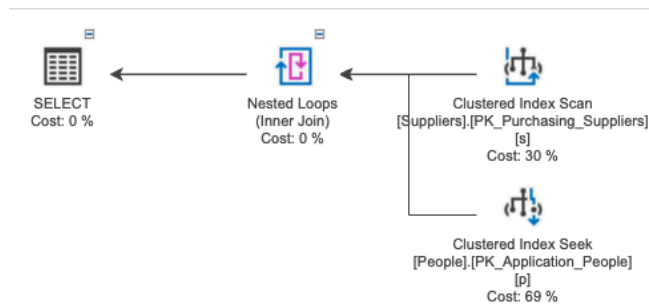 SELECT
Cost: 0 %
Nested Loops
(Inner Join)
Cost: 0 %
Clustered Index Scan
[Suppliers].[PK_Purchasing_Suppliers]
[s]
Cost: 30 %
Clustered Index Seek
[People].[PK_Application_People]
[p]
Cost: 69 %